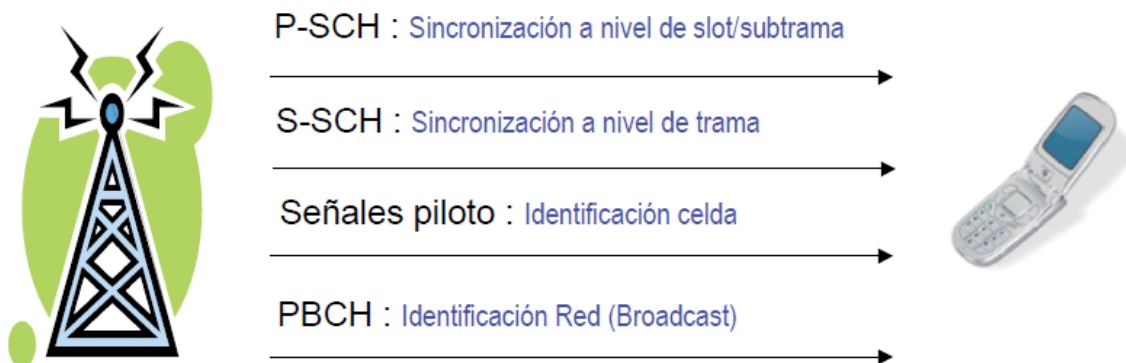 P-SCH : Sincronización a nivel de slot/subtrama
S-SCH : Sincronización a nivel de trama
Señales piloto : Identificación celda
PBCH : Identificación Red (Broadcast)